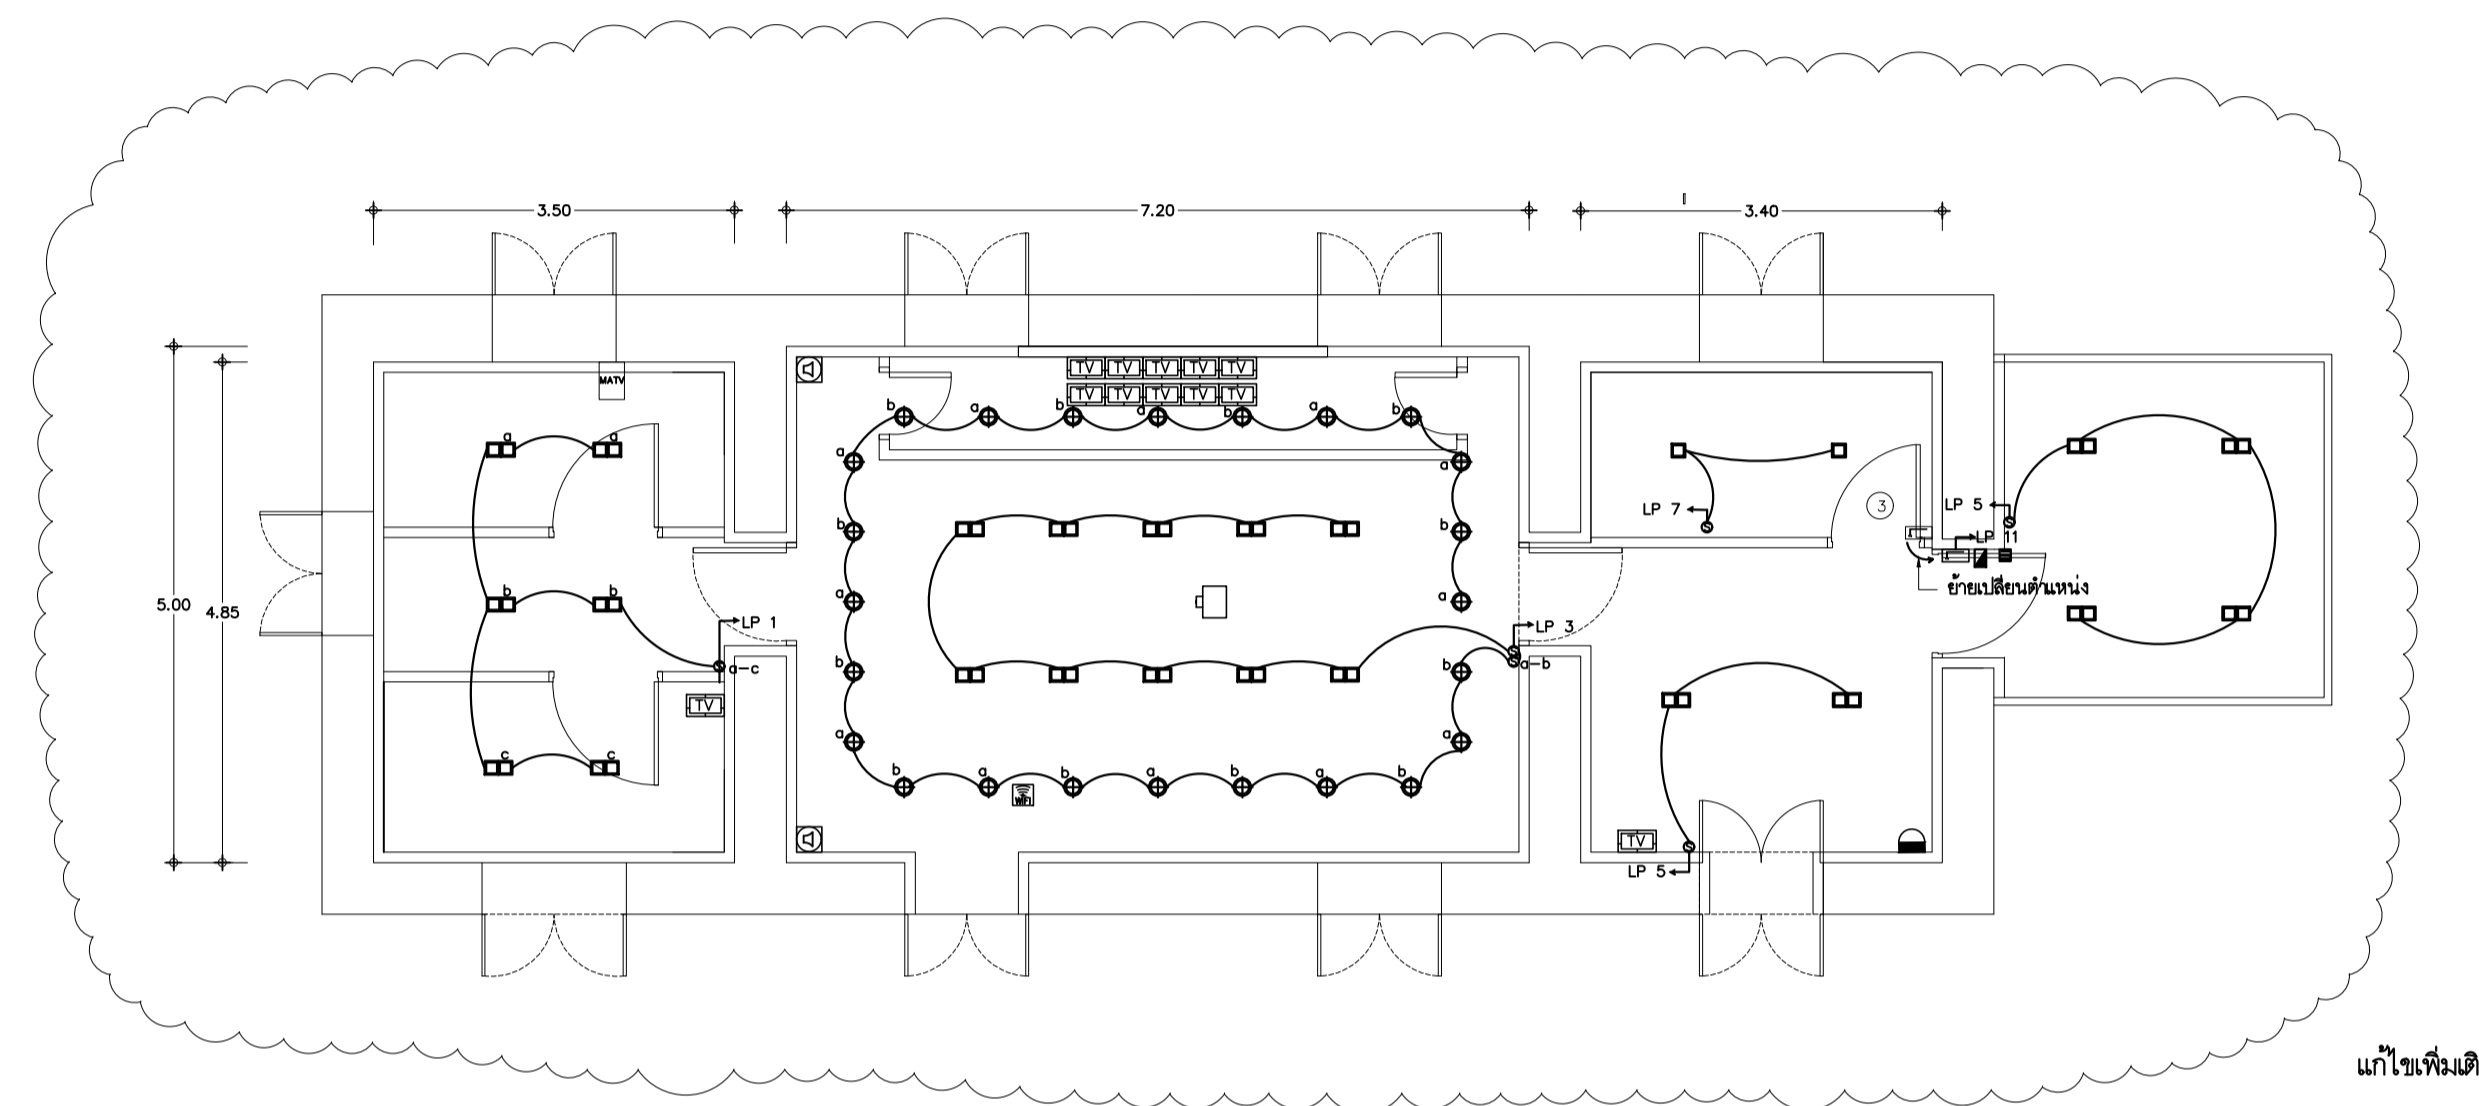 3.50
7.20
3.40
MATV
TV TV TV TV TV
TV TV TV TV TV
b a b a b a b
a a
a a
b b
LP 7
3
LP 5
LP 11
ย้ายเปลี่ยนตำแหน่ง
5.00
4.85
b b
a a
LP 1
LP 3
a-c
a-b
b b
TV
a a
c c
b a b a b a b
WIFI
TV
LP 5
แก้ไขเพิ่มเติ